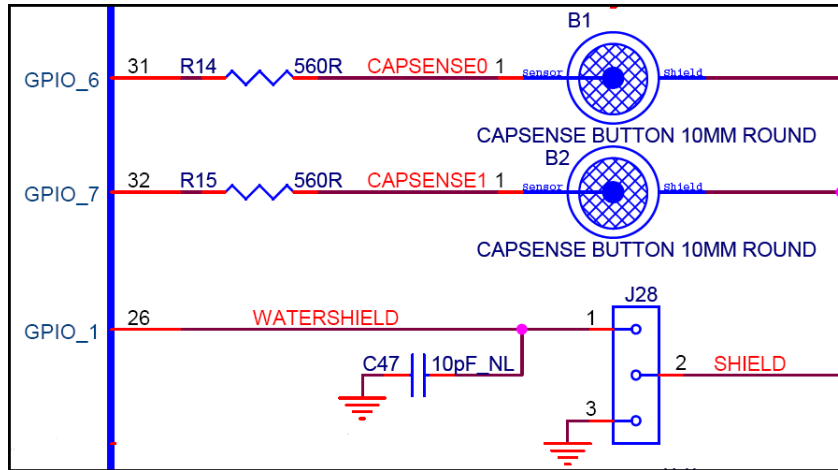 B1
GPIO_6 31 R14 560R CAPSENSE0 1 Sensor Shield
CAPSENSE BUTTON 10MM ROUND
B2
GPIO_7 32 R15 560R CAPSENSE1 1 Sensor Shield
CAPSENSE BUTTON 10MM ROUND
J28
GPIO_1 26 WATERSHIELD 1
C47 10pF_NL 2 SHIELD
3